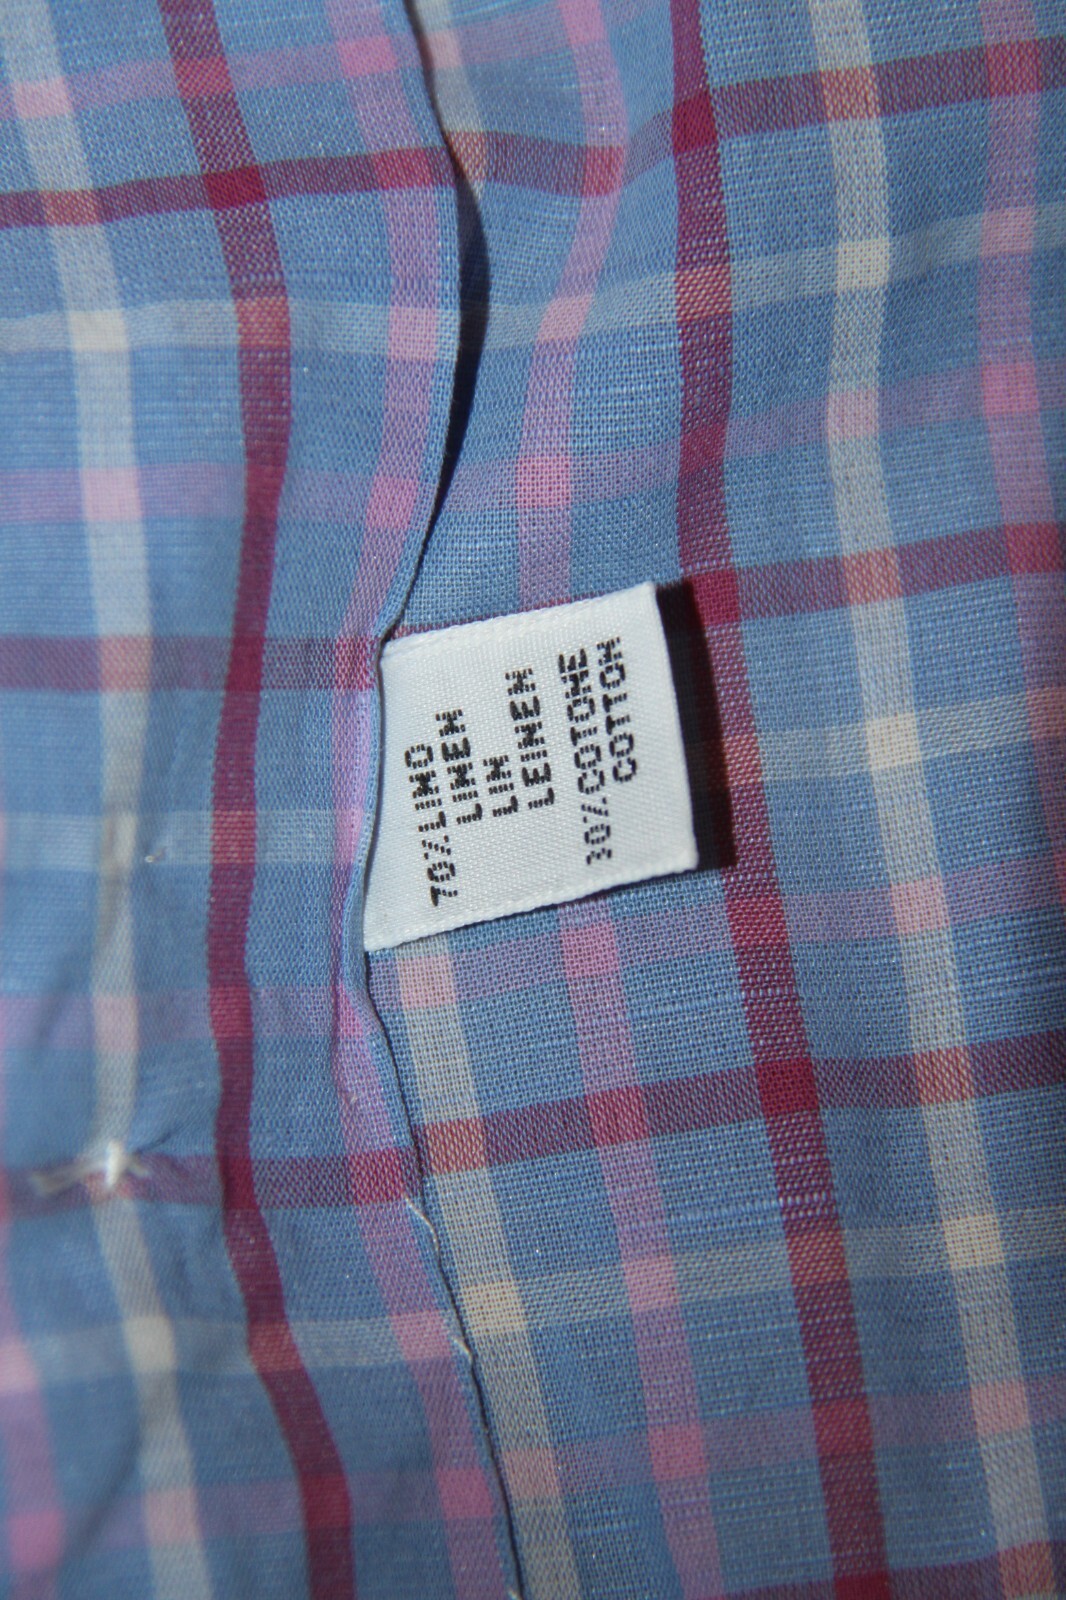 70%LINO
LINEN
LIN
LEINEN
30%COTONE
COTTON